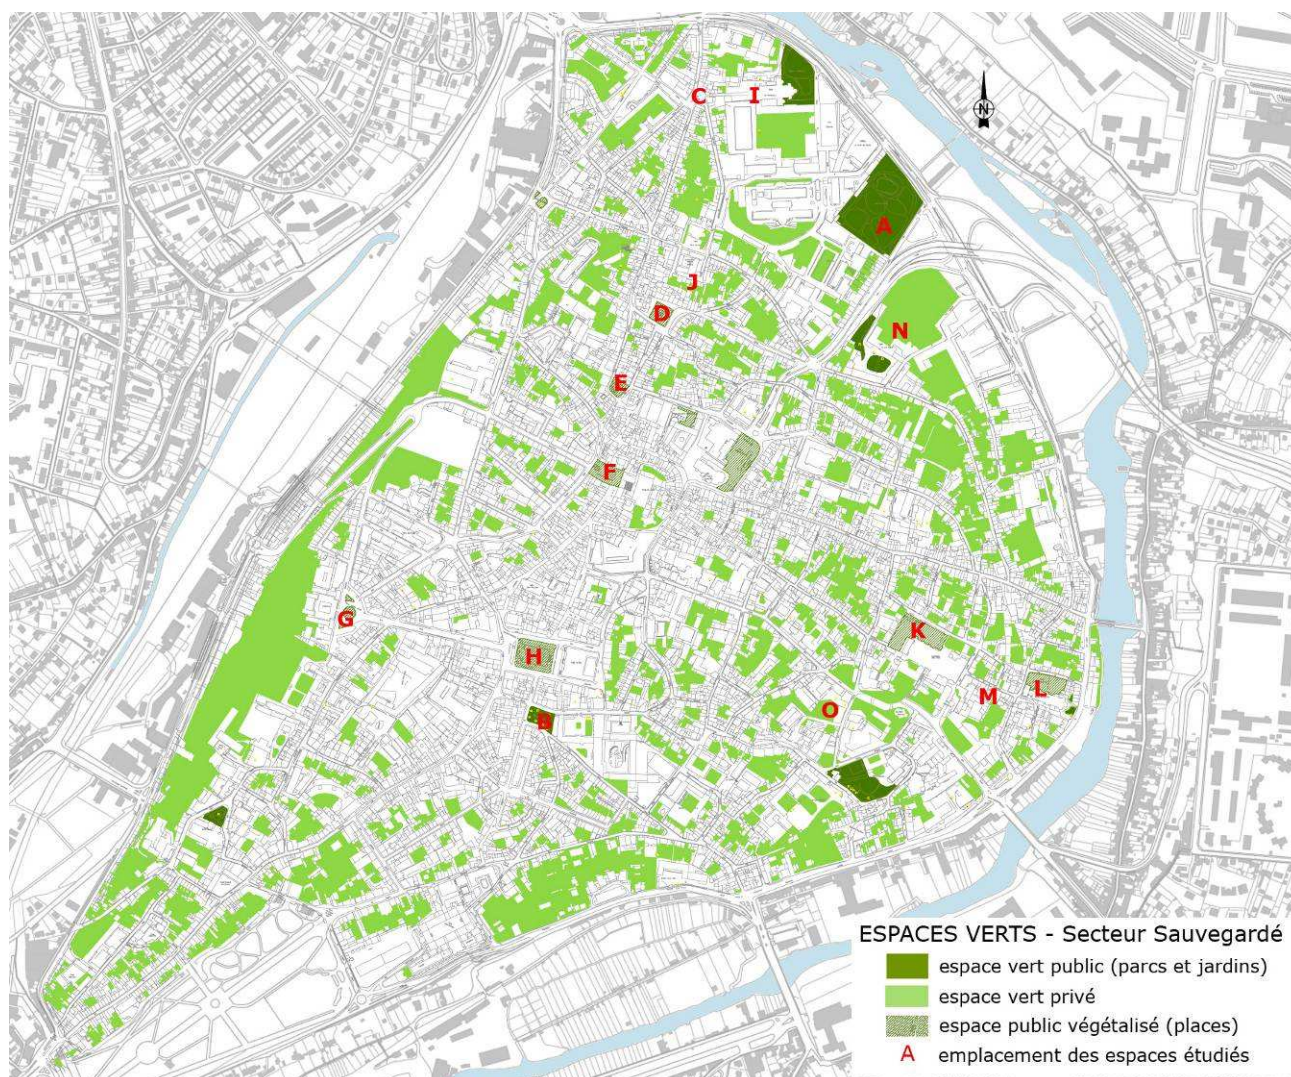 C
I
N
A
J
D
N
E
F
G
K
H
L
M
O
B
ESPACES VERTS - Secteur Sauvegardé
espace vert public (parcs et jardins)
espace vert privé
espace public végétalisé (places)
A emplacement des espaces étudiés